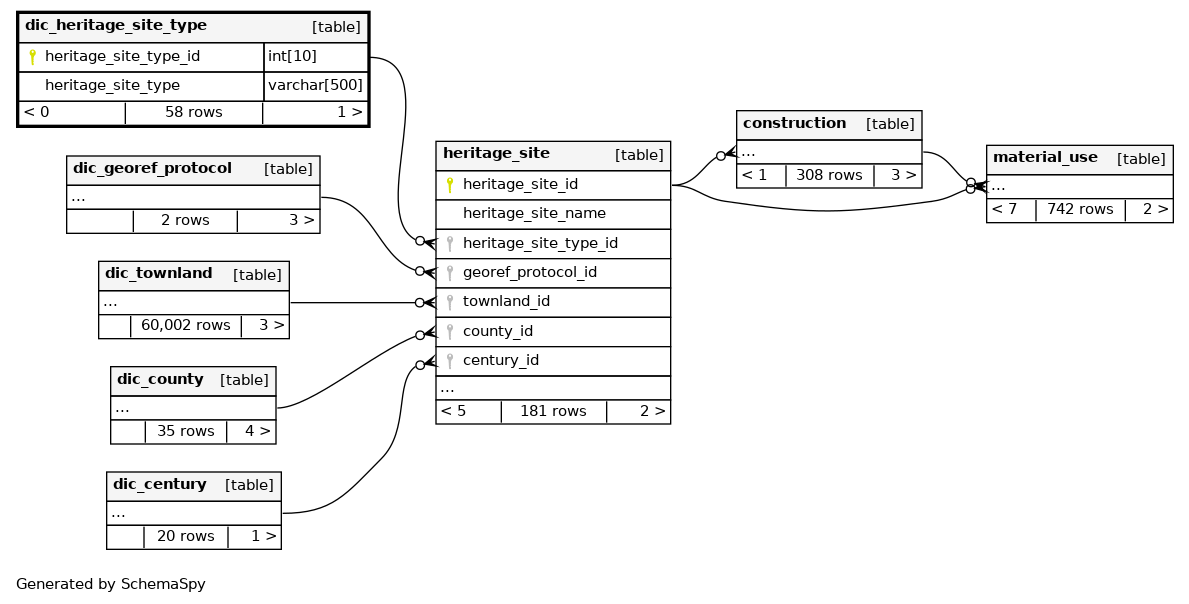 dic_heritage_site_type [table]
heritage_site_type_id int[10]
heritage_site_type varchar[500]
< 0 58 rows 1 >
dic_georef_protocol [table]
...
2 rows 3 >
dic_townland [table]
...
60,002 rows 3 >
dic_county [table]
...
35 rows 4 >
dic_century [table]
...
20 rows 1 >
heritage_site [table]
heritage_site_id
heritage_site_name
heritage_site_type_id
georef_protocol_id
townland_id
county_id
century_id
...
< 5 181 rows 2 >
construction [table]
...
< 1 308 rows 3 >
material_use [table]
...
< 7 742 rows 2 >
Generated by SchemaSpy